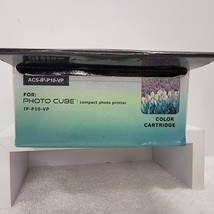 ACS-IP-P10-VP
FOR:
PHOTO CUBE compact photo printer
IP-P10-VP
COLOR
CARTRIDGE